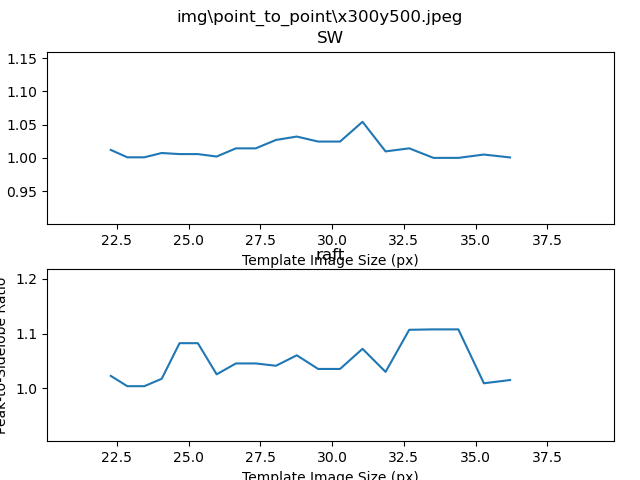 img\point_to_point\x300y500.jpeg
SW
1.15
1.10
1.05
1.00
0.95
22.5 25.0 27.5 30.0 32.5 35.0 37.5
Template Image Size (px)
raft
1.2
1.1
1.0
Peak-to-Sidelobe Ratio
22.5 25.0 27.5 30.0 32.5 35.0 37.5
Template Image Size (px)